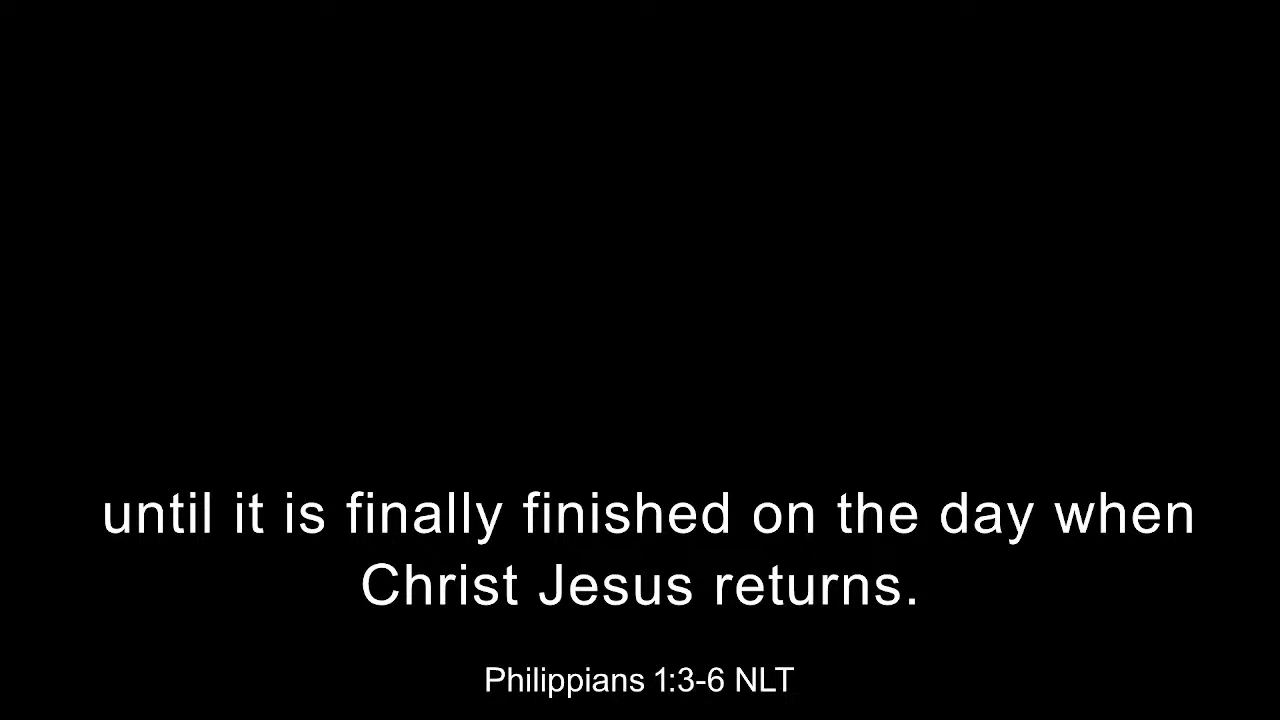 until it is finally finished on the day when
Christ Jesus returns.
Philippians 1:3-6 NLT